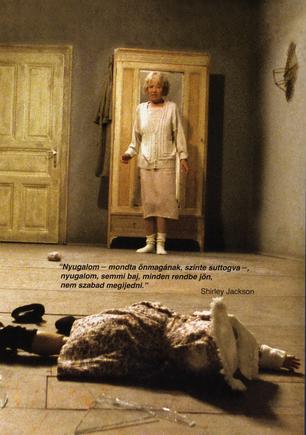 "Nyugalom – mondta önmagának, szinte suttogva –,
nyugalom, semmi baj, minden rendbe jön,
nem szabad megijedni."
Shirley Jackson